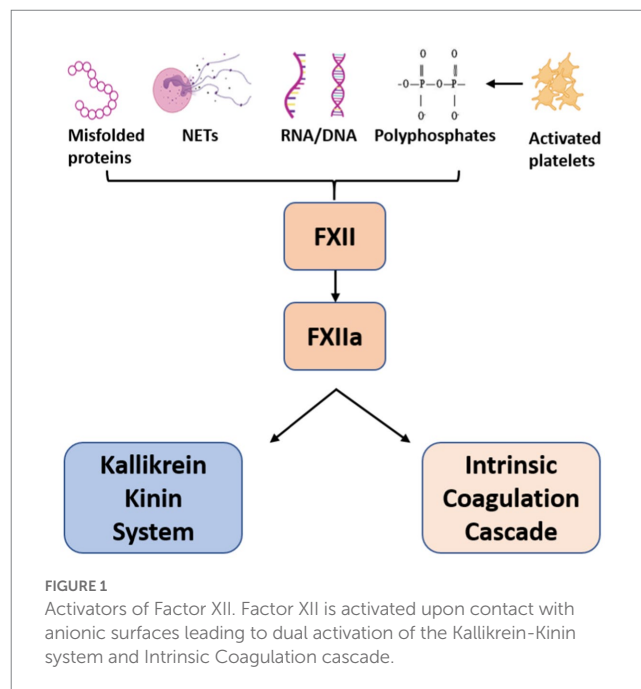 O O
-O—P—O—P—
O O
Misfolded proteins
NETs
RNA/DNA
Polyphosphates
Activated platelets
FXII
FXIIa
Kallikrein
Kinin
System
Intrinsic
Coagulation
Cascade
FIGURE 1
Activators of Factor XII. Factor XII is activated upon contact with
anionic surfaces leading to dual activation of the Kallikrein-Kinin
system and Intrinsic Coagulation cascade.